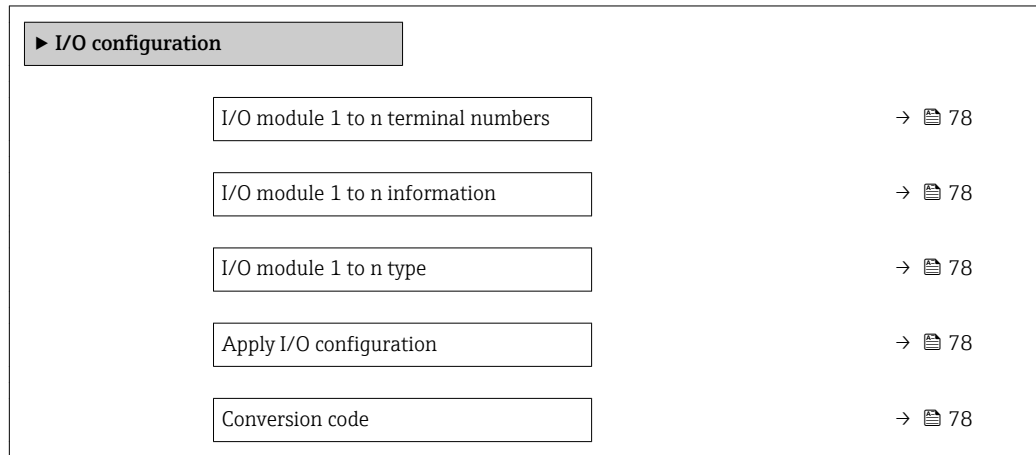 ► I/O configuration
I/O module 1 to n terminal numbers → 78
I/O module 1 to n information → 78
I/O module 1 to n type → 78
Apply I/O configuration → 78
Conversion code → 78